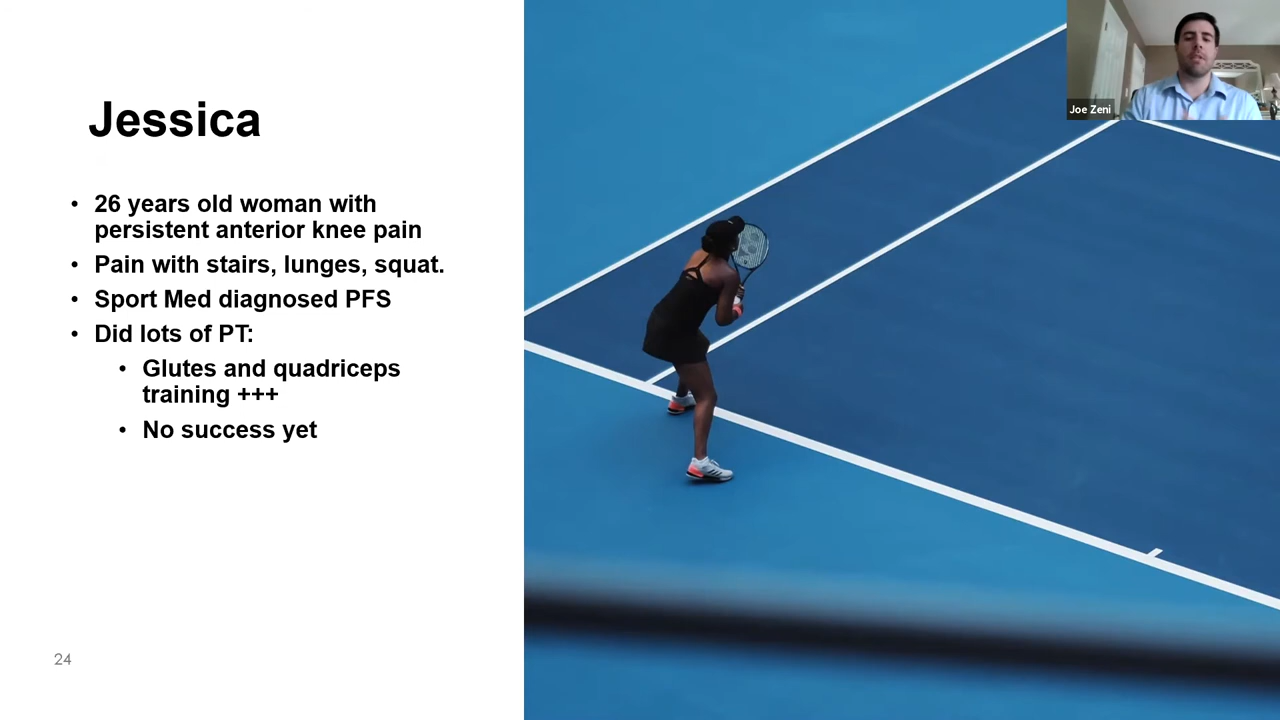 Jessica
• 26 years old woman with
persistent anterior knee pain
• Pain with stairs, lunges, squat.
• Sport Med diagnosed PFS
• Did lots of PT:
• Glutes and quadriceps
training +++
• No success yet
24
Joe Zeni